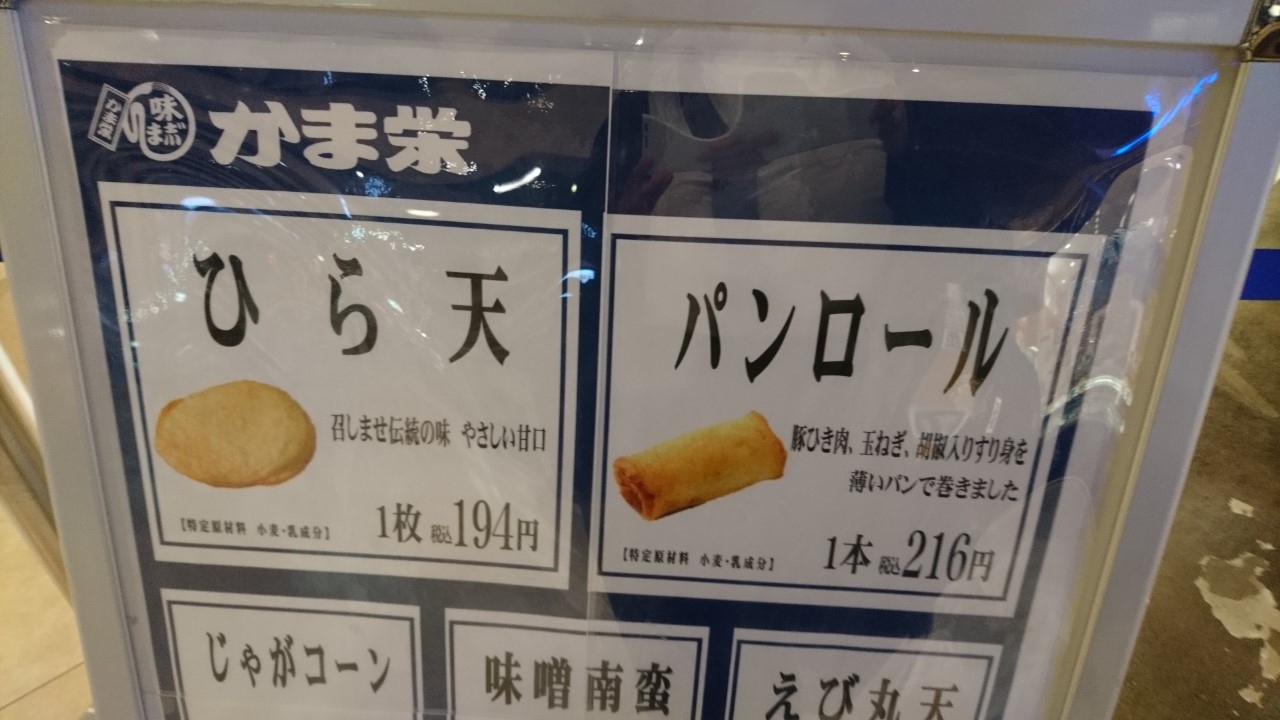 かま栄
味まぶい
かま栄
ひら天
召しませ伝統の味 やさしい甘口
【特定原材料 小麦・乳成分】
1枚 税込194円
パンロール
豚ひき肉、玉ねぎ、胡椒入りすり身を
薄いパンで巻きました
【特定原材料 小麦・乳成分】
1本 税込216円
じゃがコーン
味噌南蛮
えび丸天